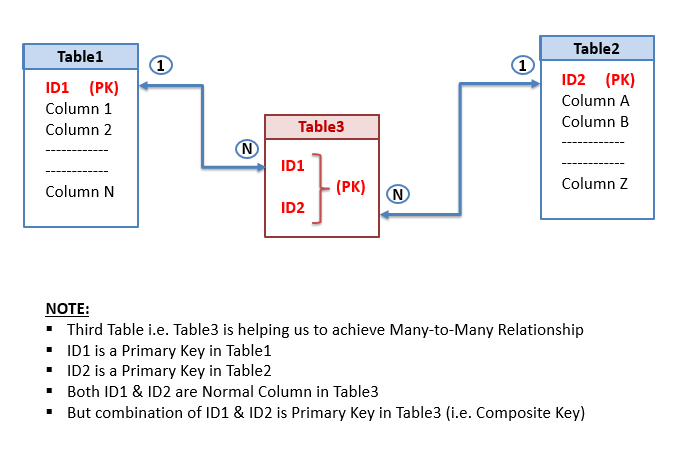 Table1
ID1 (PK)
Column 1
Column 2
------------
------------
Column N
1
N
Table3
ID1
(PK)
ID2
N
1
Table2
ID2 (PK)
Column A
Column B
------------
------------
Column Z
NOTE:
▪ Third Table i.e. Table3 is helping us to achieve Many-to-Many Relationship
▪ ID1 is a Primary Key in Table1
▪ ID2 is a Primary Key in Table2
▪ Both ID1 & ID2 are Normal Column in Table3
▪ But combination of ID1 & ID2 is Primary Key in Table3 (i.e. Composite Key)